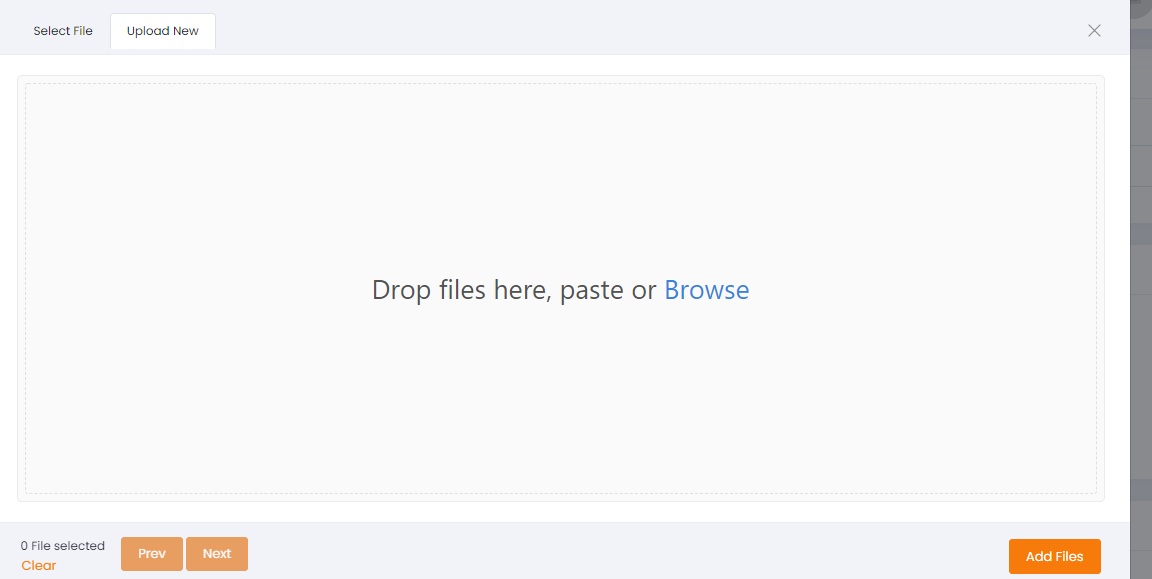 Select File
Upload New
Drop files here, paste or Browse
0 File selected
Clear
Prev
Next
Add Files